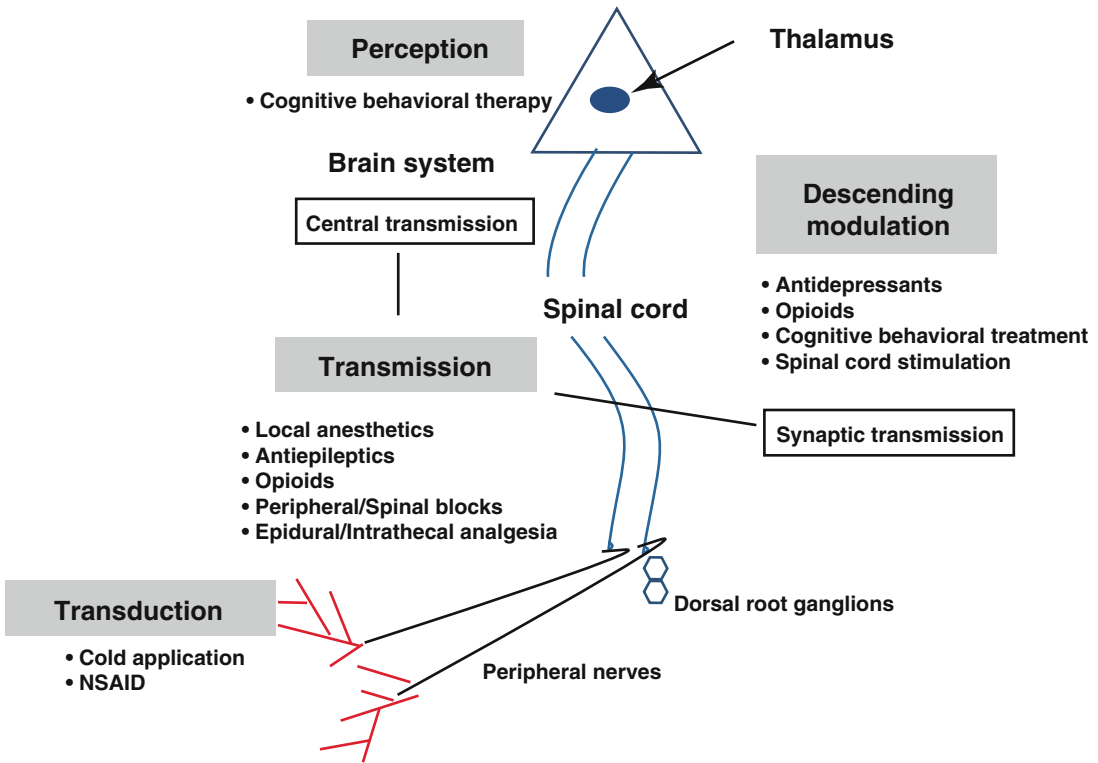 Perception
Thalamus
• Cognitive behavioral therapy
Brain system
Central transmission
Descending
modulation
• Antidepressants
• Opioids
• Cognitive behavioral treatment
• Spinal cord stimulation
Spinal cord
Transmission
Synaptic transmission
• Local anesthetics
• Antiepileptics
• Opioids
• Peripheral/Spinal blocks
• Epidural/Intrathecal analgesia
Transduction
• Cold application
• NSAID
Dorsal root ganglions
Peripheral nerves